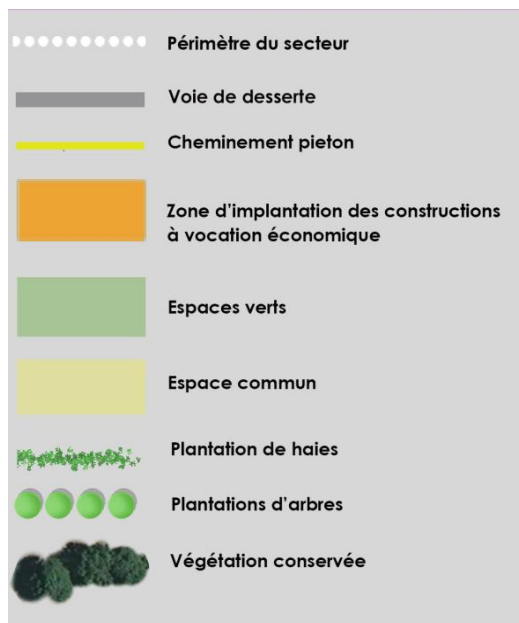 Périmètre du secteur
Voie de desserte
Cheminement pieton
Zone d'implantation des constructions
à vocation économique
Espaces verts
Espace commun
Plantation de haies
Plantations d'arbres
Végétation conservée